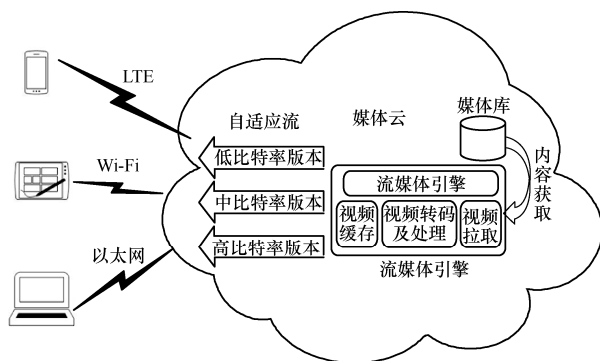 LTE
Wi-Fi
以太网
自适应流
媒体云
媒体库
低比特率版本
中比特率版本
高比特率版本
流媒体引擎
视频
缓存
视频转码
及处理
视频
拉取
流媒体引擎
内容
获取